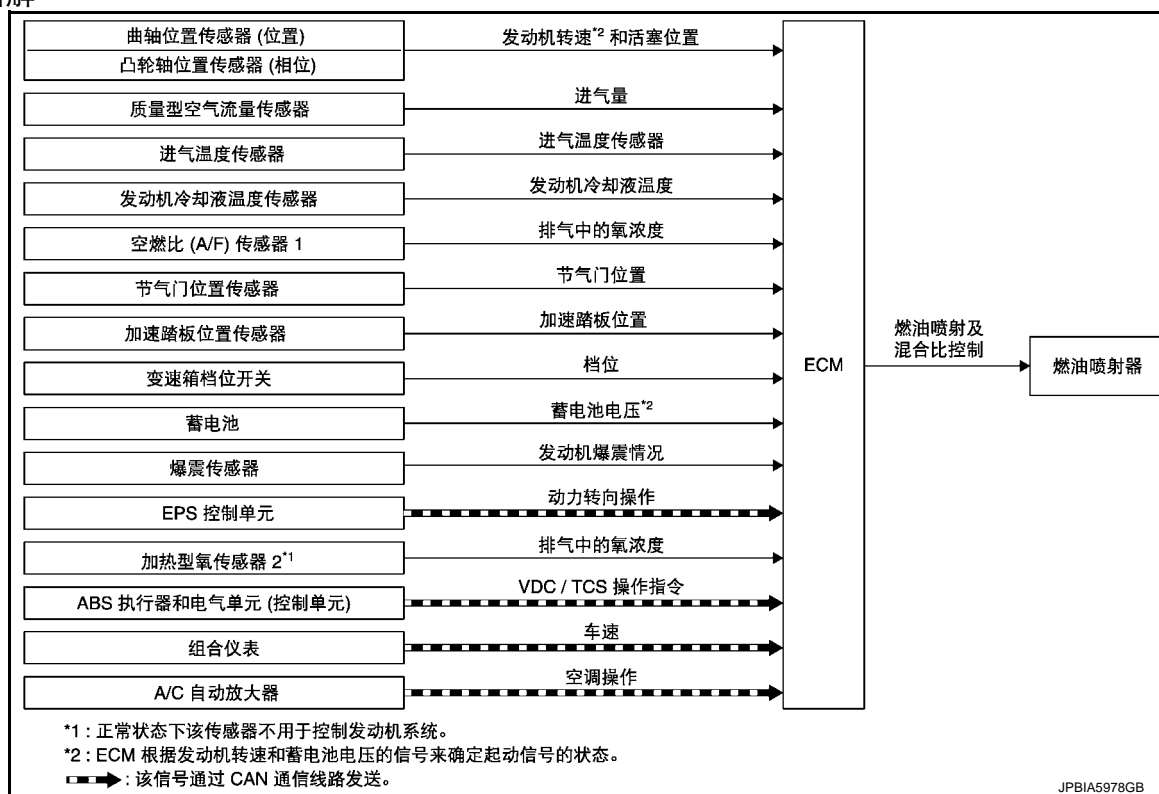 曲轴位置传感器 (位置)
凸轮轴位置传感器 (相位)
发动机转速*2 和活塞位置
质量型空气流量传感器
进气量
进气温度传感器
进气温度传感器
发动机冷却液温度传感器
发动机冷却液温度
空燃比 (A/F) 传感器 1
排气中的氧浓度
节气门位置传感器
节气门位置
加速踏板位置传感器
加速踏板位置
变速箱档位开关
档位
蓄电池
蓄电池电压*2
爆震传感器
发动机爆震情况
EPS 控制单元
动力转向操作
加热型氧传感器 2*1
排气中的氧浓度
ABS 执行器和电气单元 (控制单元)
VDC / TCS 操作指令
组合仪表
车速
A/C 自动放大器
空调操作
ECM
燃油喷射及
混合比控制
燃油喷射器
*1 : 正常状态下该传感器不用于控制发动机系统。
*2 : ECM 根据发动机转速和蓄电池电压的信号来确定起动信号的状态。
: 该信号通过 CAN 通信线路发送。
JPBIA5978GB